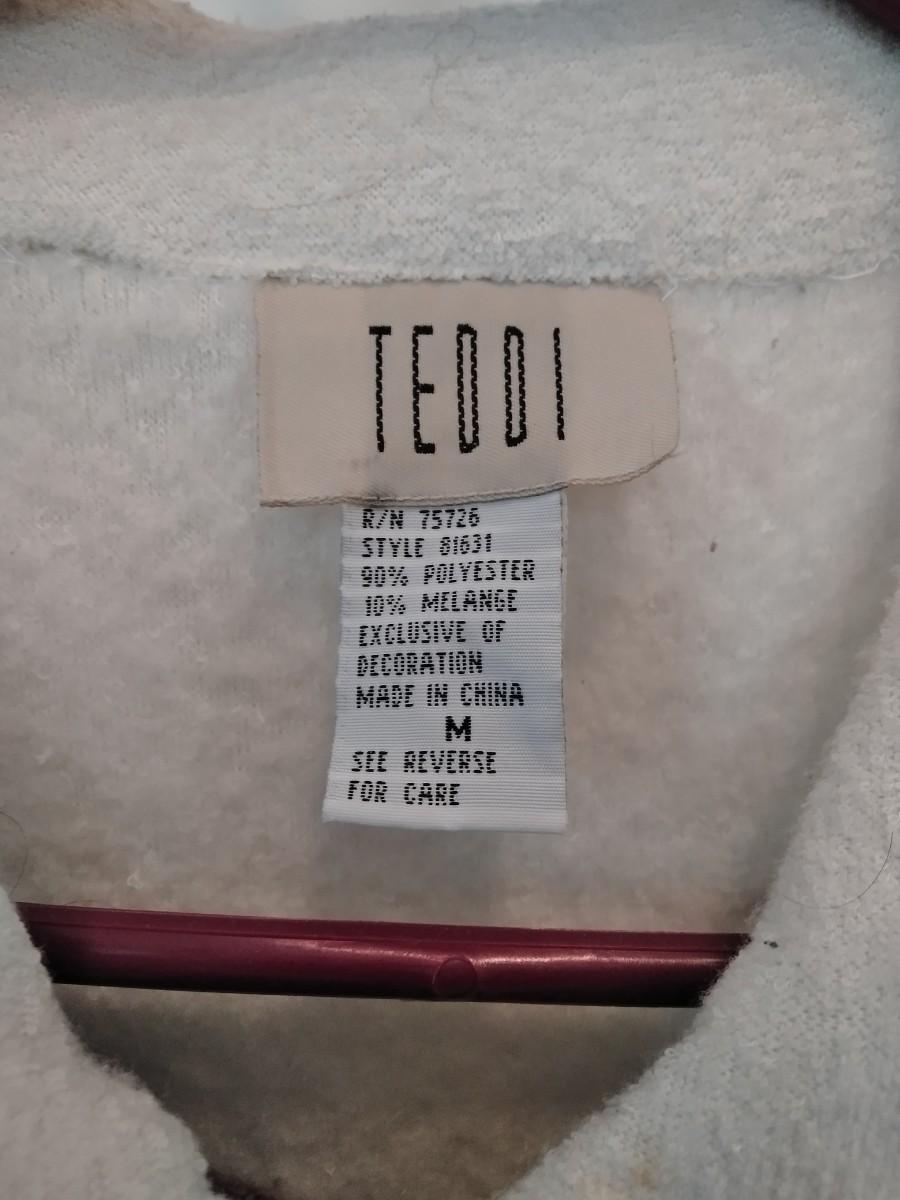 TEDDI
R/N 75726
STYLE 81631
90% POLYESTER
10% MELANGE
EXCLUSIVE OF
DECORATION
MADE IN CHINA
M
SEE REVERSE
FOR CARE